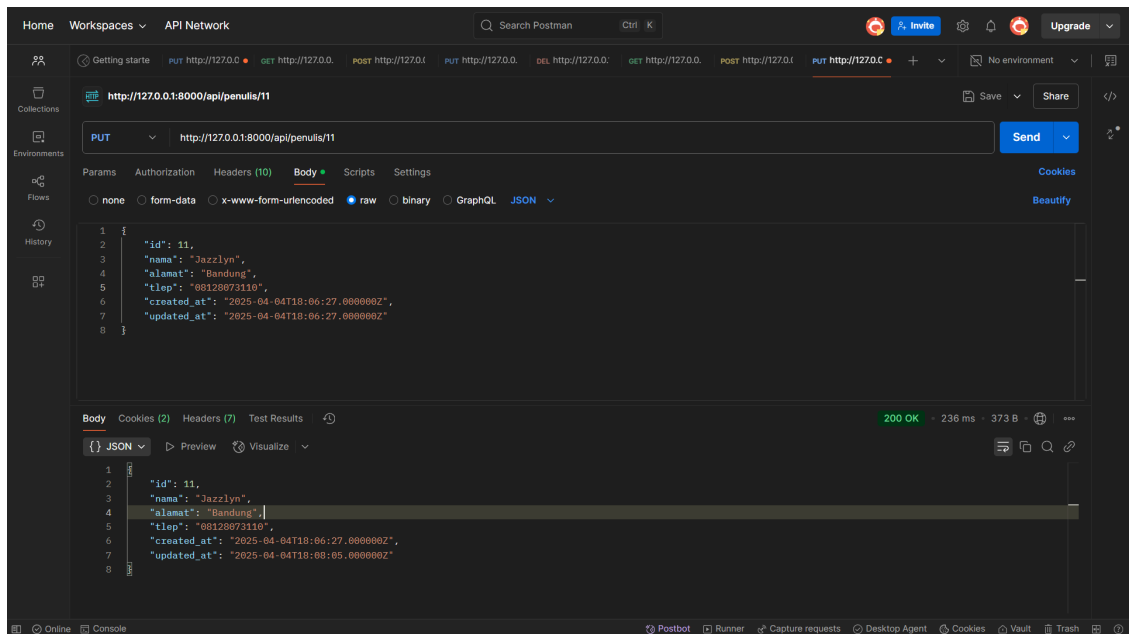 Home Workspaces API Network Search Postman Ctrl K Invite Upgrade
Getting starte PUT http://127.0.0 GET http://127.0.0. POST http://127.0.0.( PUT http://127.0.0. DEL http://127.0.0.' GET http://127.0.0. POST http://127.0.0.( PUT http://127.0.0 No environment
HTTP http://127.0.0.1:8000/api/penulis/11 Save Share
Collections
Environments
Flows
History
PUT http://127.0.0.1:8000/api/penulis/11 Send
Params Authorization Headers (10) Body Scripts Settings Cookies
none form-data x-www-form-urlencoded raw binary GraphQL JSON Beautify
1 {
2 "id": 11,
3 "nama": "Jazzlyn",
4 "alamat": "Bandung",
5 "tlep": "08128073110",
6 "created_at": "2025-04-04T18:06:27.000000Z",
7 "updated_at": "2025-04-04T18:06:27.000000Z"
8 }
Body Cookies (2) Headers (7) Test Results 200 OK 236 ms 373 B
{} JSON Preview Visualize
1 {
2 "id": 11,
3 "nama": "Jazzlyn",
4 "alamat": "Bandung",
5 "tlep": "08128073110",
6 "created_at": "2025-04-04T18:06:27.000000Z",
7 "updated_at": "2025-04-04T18:08:05.000000Z"
8 }
Online Console Postbot Runner Capture requests Desktop Agent Cookies Vault Trash